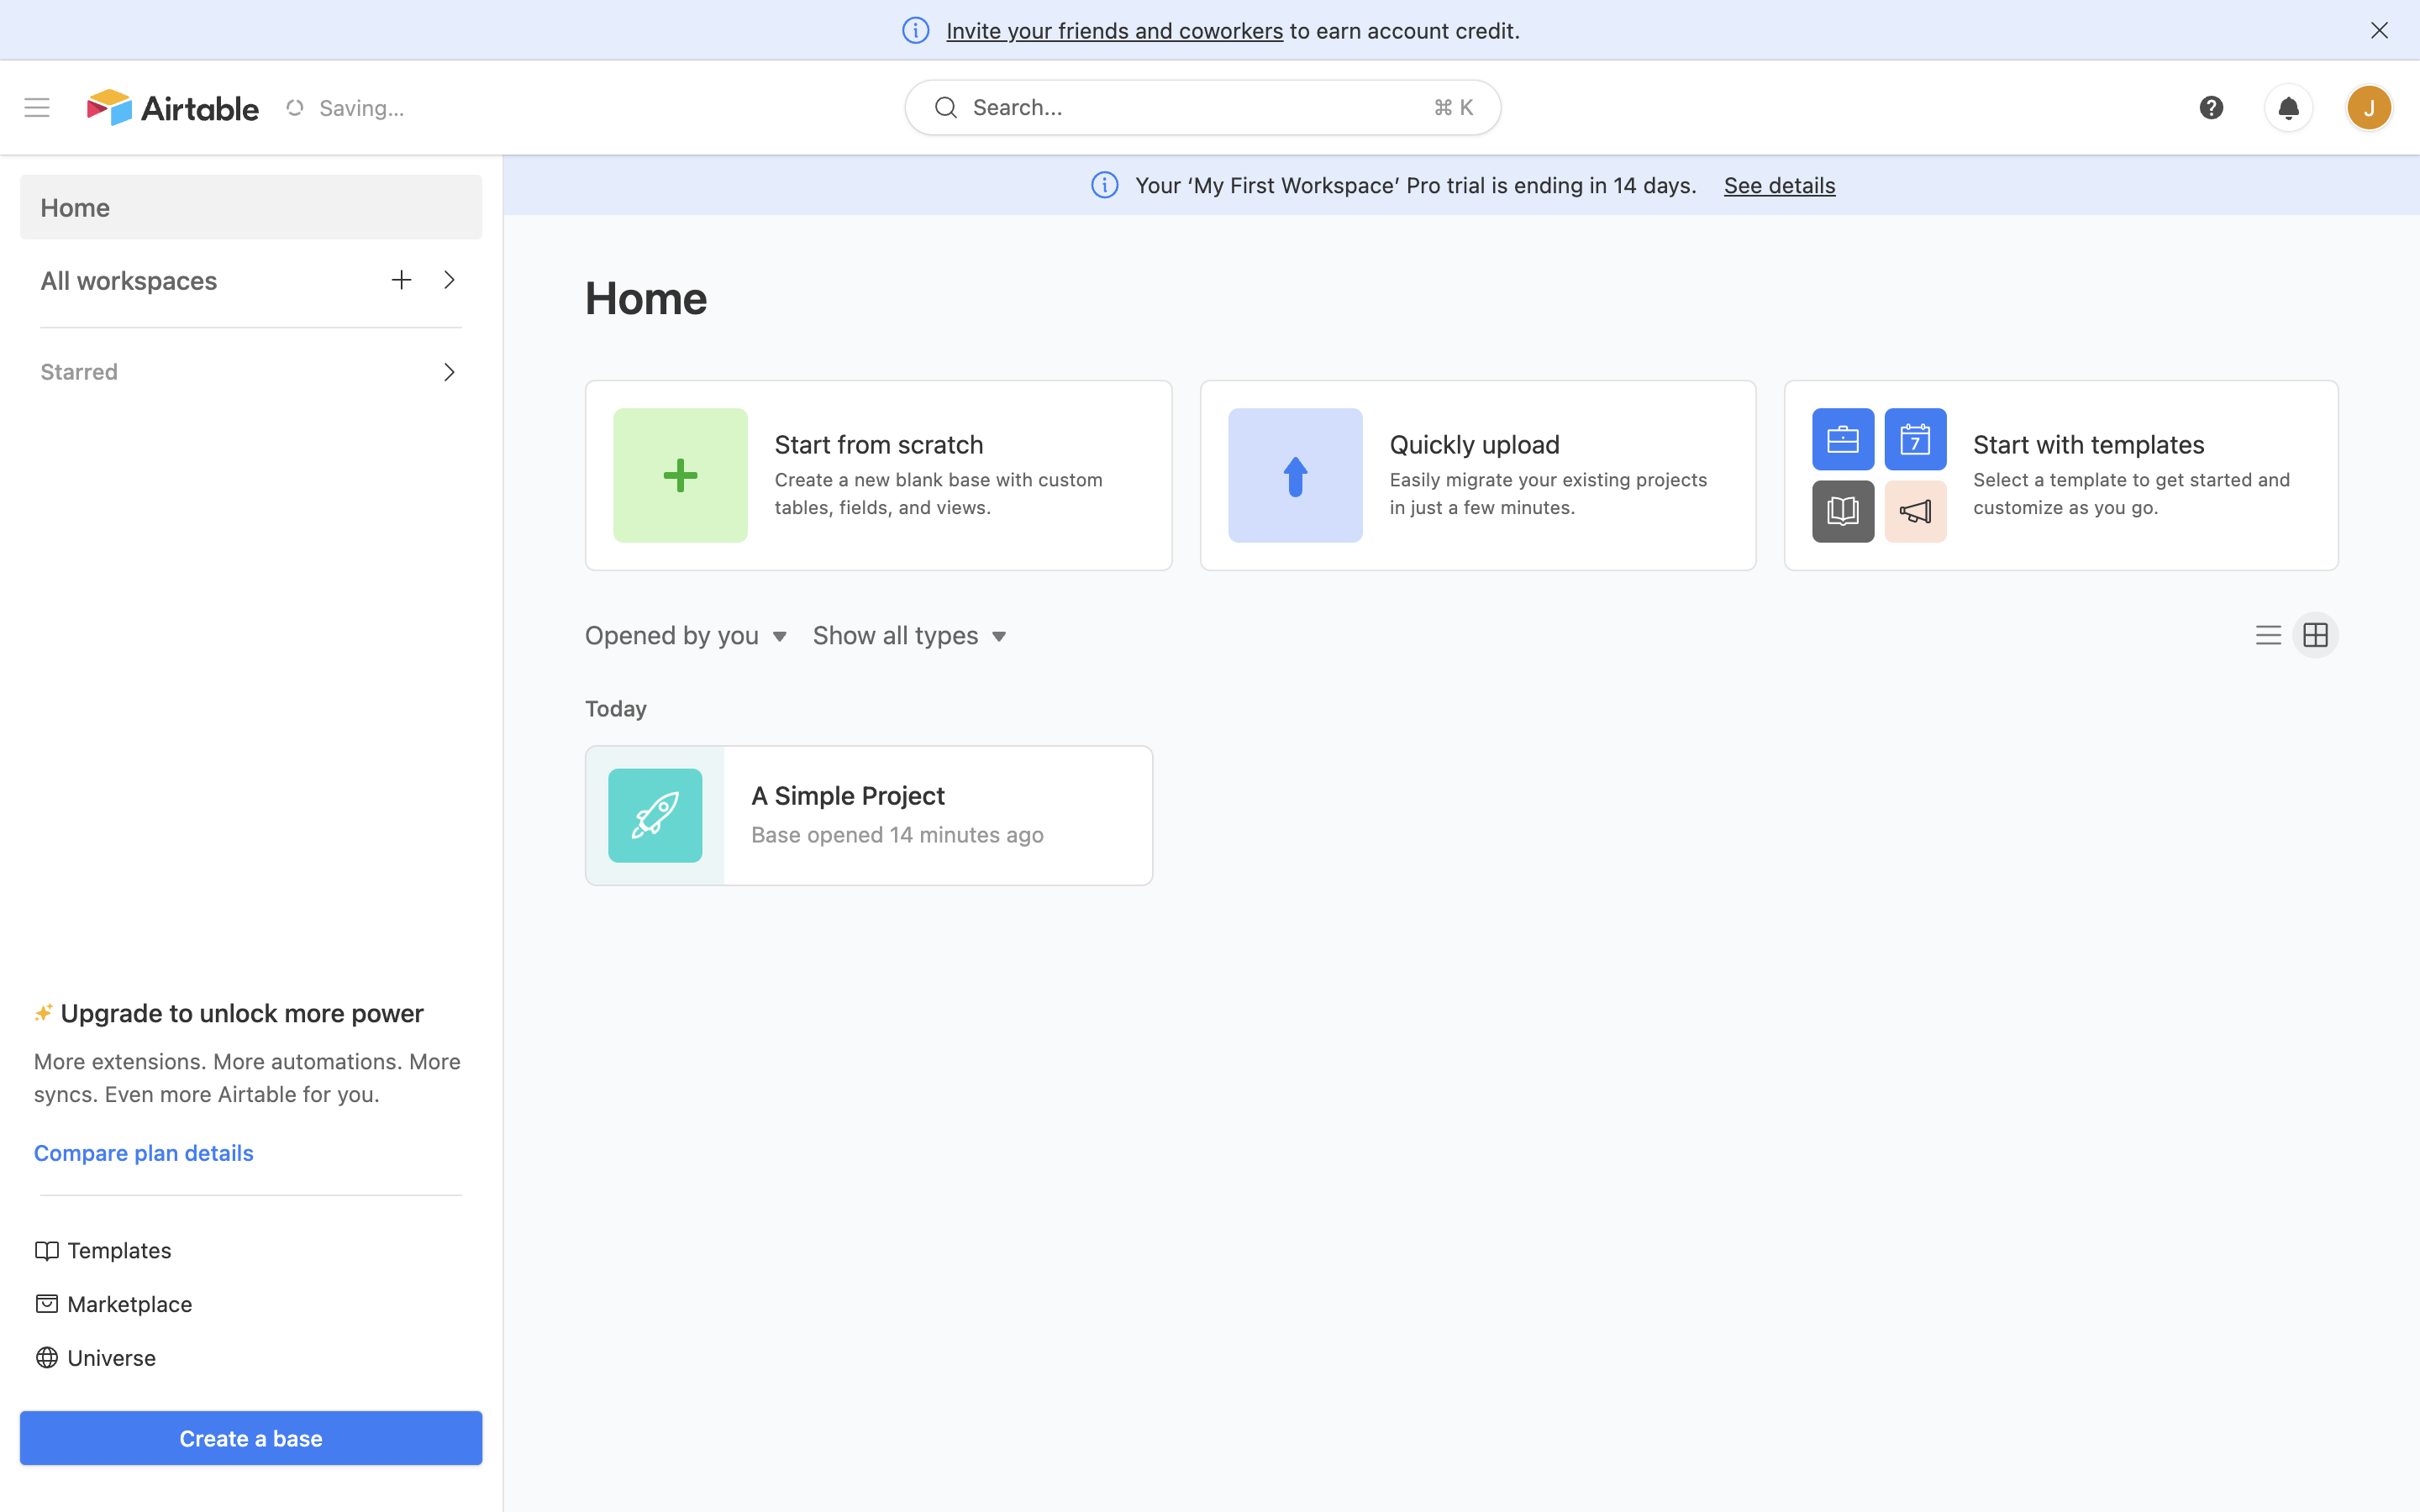 Invite your friends and coworkers to earn account credit.
Airtable
Saving...
Search...
⌘ K
J
Home
All workspaces
Starred
Your ‘My First Workspace’ Pro trial is ending in 14 days. See details
Home
Start from scratch
Create a new blank base with custom
tables, fields, and views.
Quickly upload
Easily migrate your existing projects
in just a few minutes.
7
Start with templates
Select a template to get started and
customize as you go.
Opened by you
Show all types
Today
A Simple Project
Base opened 14 minutes ago
Upgrade to unlock more power
More extensions. More automations. More
syncs. Even more Airtable for you.
Compare plan details
Templates
Marketplace
Universe
Create a base